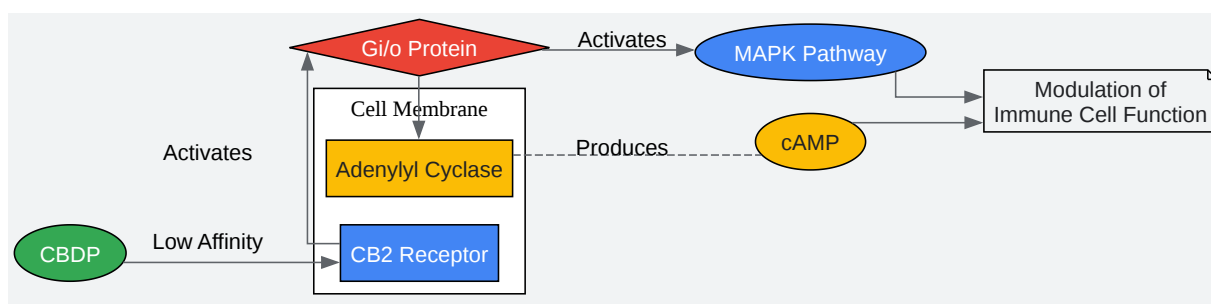 Gi/o Protein
Activates
MAPK Pathway
Cell Membrane
Modulation of
Immune Cell Function
Activates
Adenylyl Cyclase
Produces
cAMP
CBDP
Low Affinity
CB2 Receptor